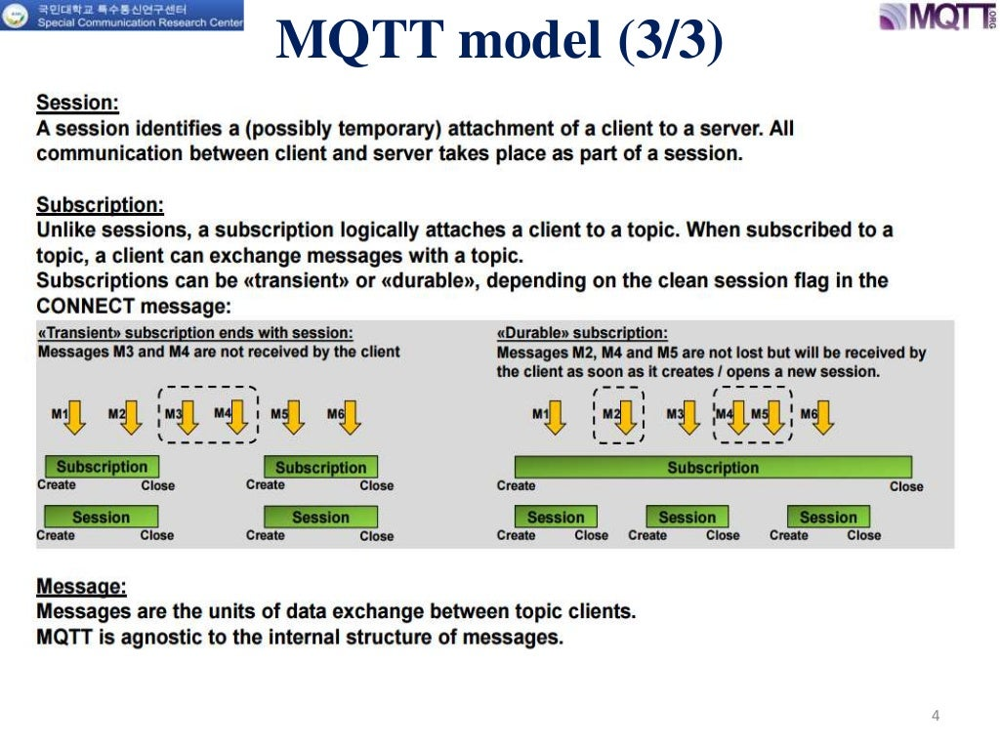 국민대학교 특수통신연구센터
Special Communication Research Center
MQTT model (3/3)
MQTT.ORG
Session:
A session identifies a (possibly temporary) attachment of a client to a server. All
communication between client and server takes place as part of a session.
Subscription:
Unlike sessions, a subscription logically attaches a client to a topic. When subscribed to a
topic, a client can exchange messages with a topic.
Subscriptions can be «transient» or «durable», depending on the clean session flag in the
CONNECT message:
«Transient» subscription ends with session:
Messages M3 and M4 are not received by the client
M1 M2 M3 M4 M5 M6
Subscription Subscription
Create Close Create Close
Session Session
Create Close Create Close
«Durable» subscription:
Messages M2, M4 and M5 are not lost but will be received by
the client as soon as it creates / opens a new session.
M1 M2 M3 M4 M5 M6
Subscription
Create Close
Session Session Session
Create Close Create Close Create Close
Message:
Messages are the units of data exchange between topic clients.
MQTT is agnostic to the internal structure of messages.
4